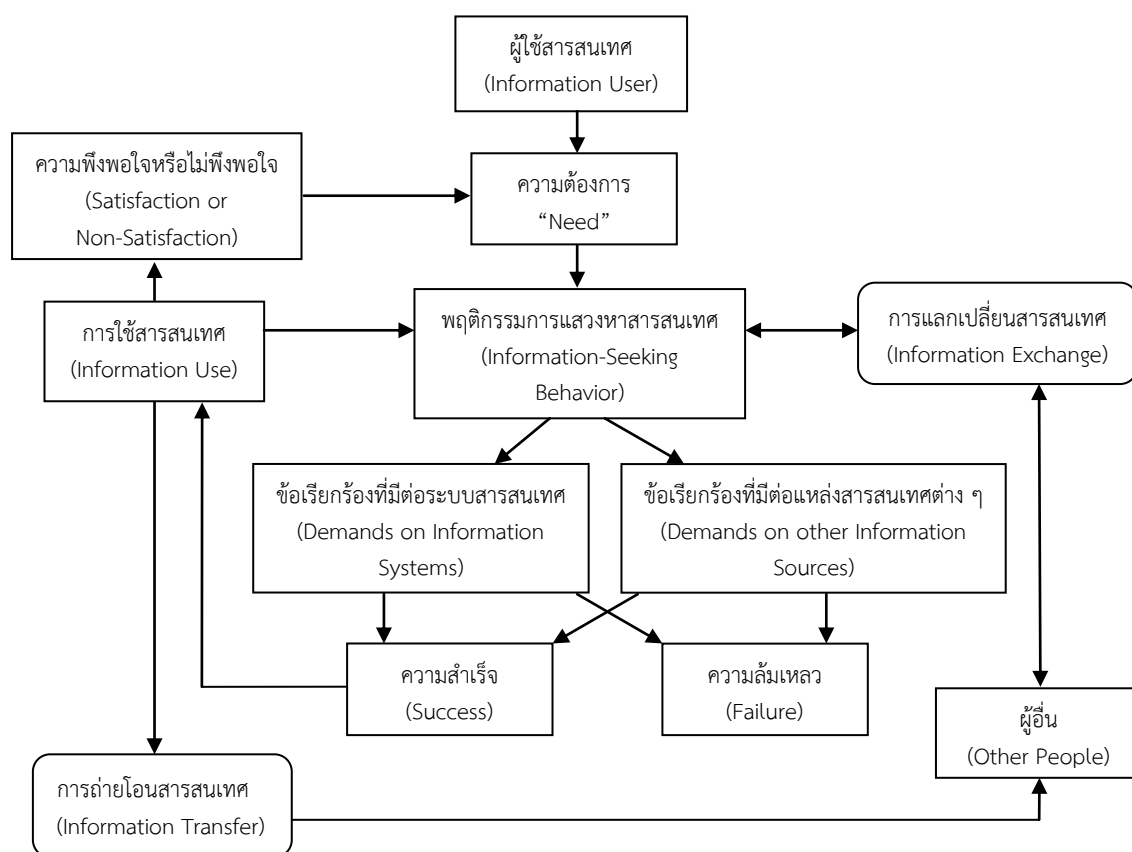 ผู้ใช้สารสนเทศ
(Information User)
ความพึงพอใจหรือไม่พึงพอใจ
(Satisfaction or
Non-Satisfaction)
ความต้องการ
“Need”
การใช้สารสนเทศ
(Information Use)
พฤติกรรมการแสวงหาสารสนเทศ
(Information-Seeking
Behavior)
การแลกเปลี่ยนสารสนเทศ
(Information Exchange)
ข้อเรียกร้องที่มีต่อระบบสารสนเทศ
(Demands on Information
Systems)
ข้อเรียกร้องที่มีต่อแหล่งสารสนเทศต่าง ๆ
(Demands on other Information
Sources)
ความสำเร็จ
(Success)
ความล้มเหลว
(Failure)
ผู้อื่น
(Other People)
การถ่ายโอนสารสนเทศ
(Information Transfer)